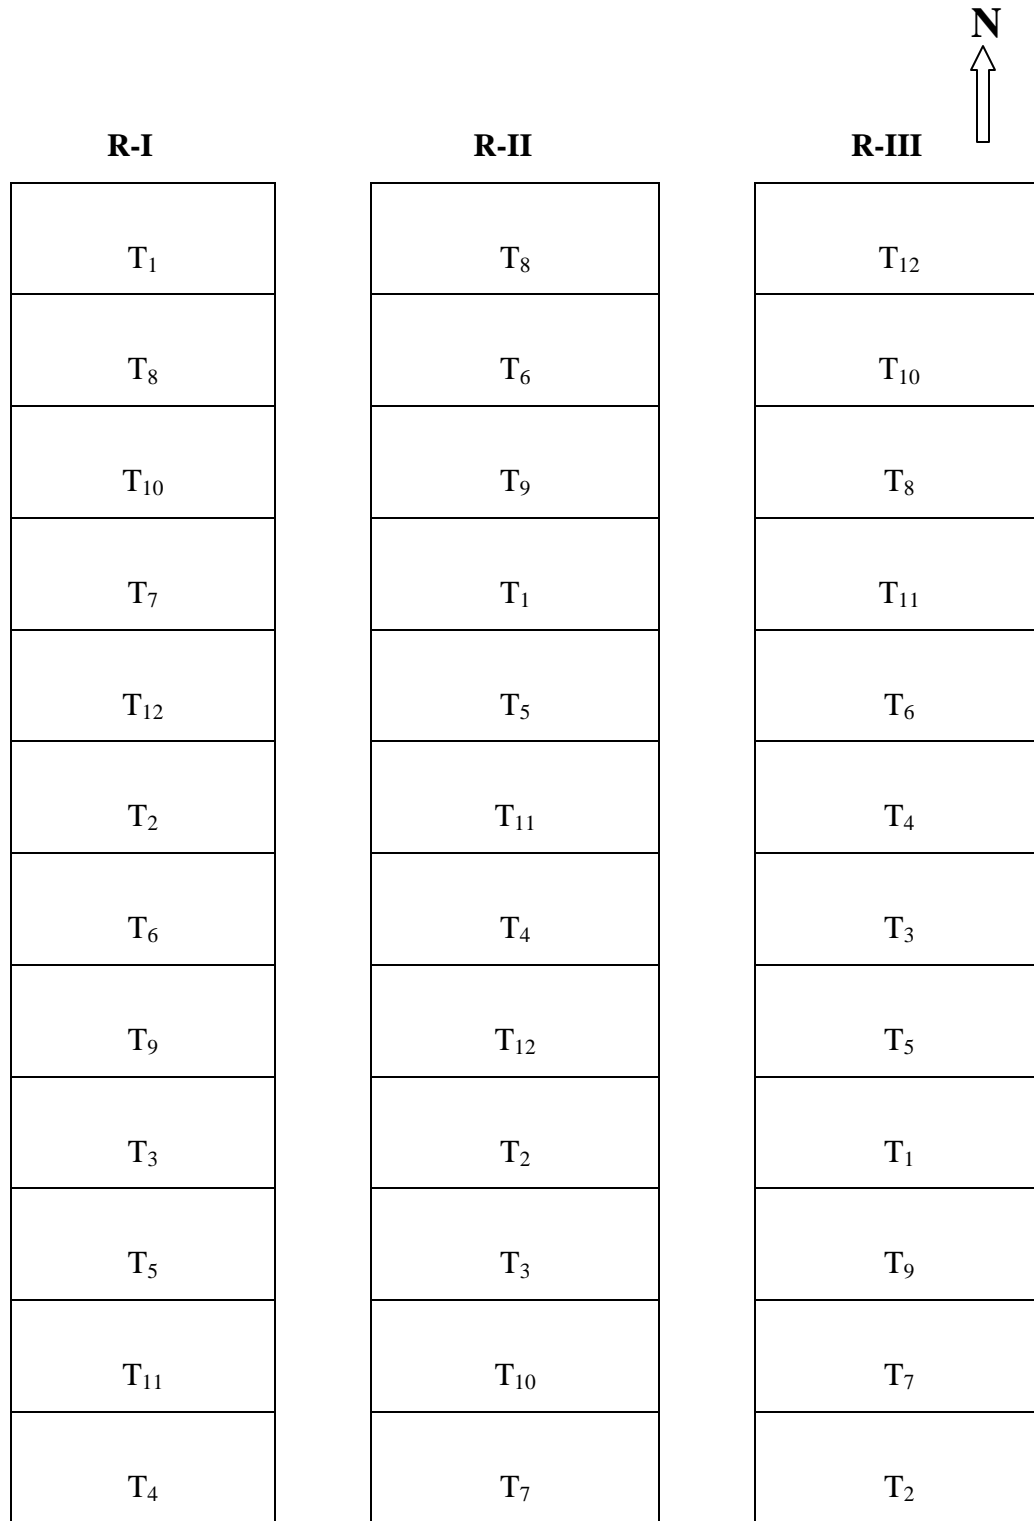 N
R-I R-II R-III
T₁ T₈ T₁₂
T₈ T₆ T₁₀
T₁₀ T₉ T₈
T₇ T₁ T₁₁
T₁₂ T₅ T₆
T₂ T₁₁ T₄
T₆ T₄ T₃
T₉ T₁₂ T₅
T₃ T₂ T₁
T₅ T₃ T₉
T₁₁ T₁₀ T₇
T₄ T₇ T₂